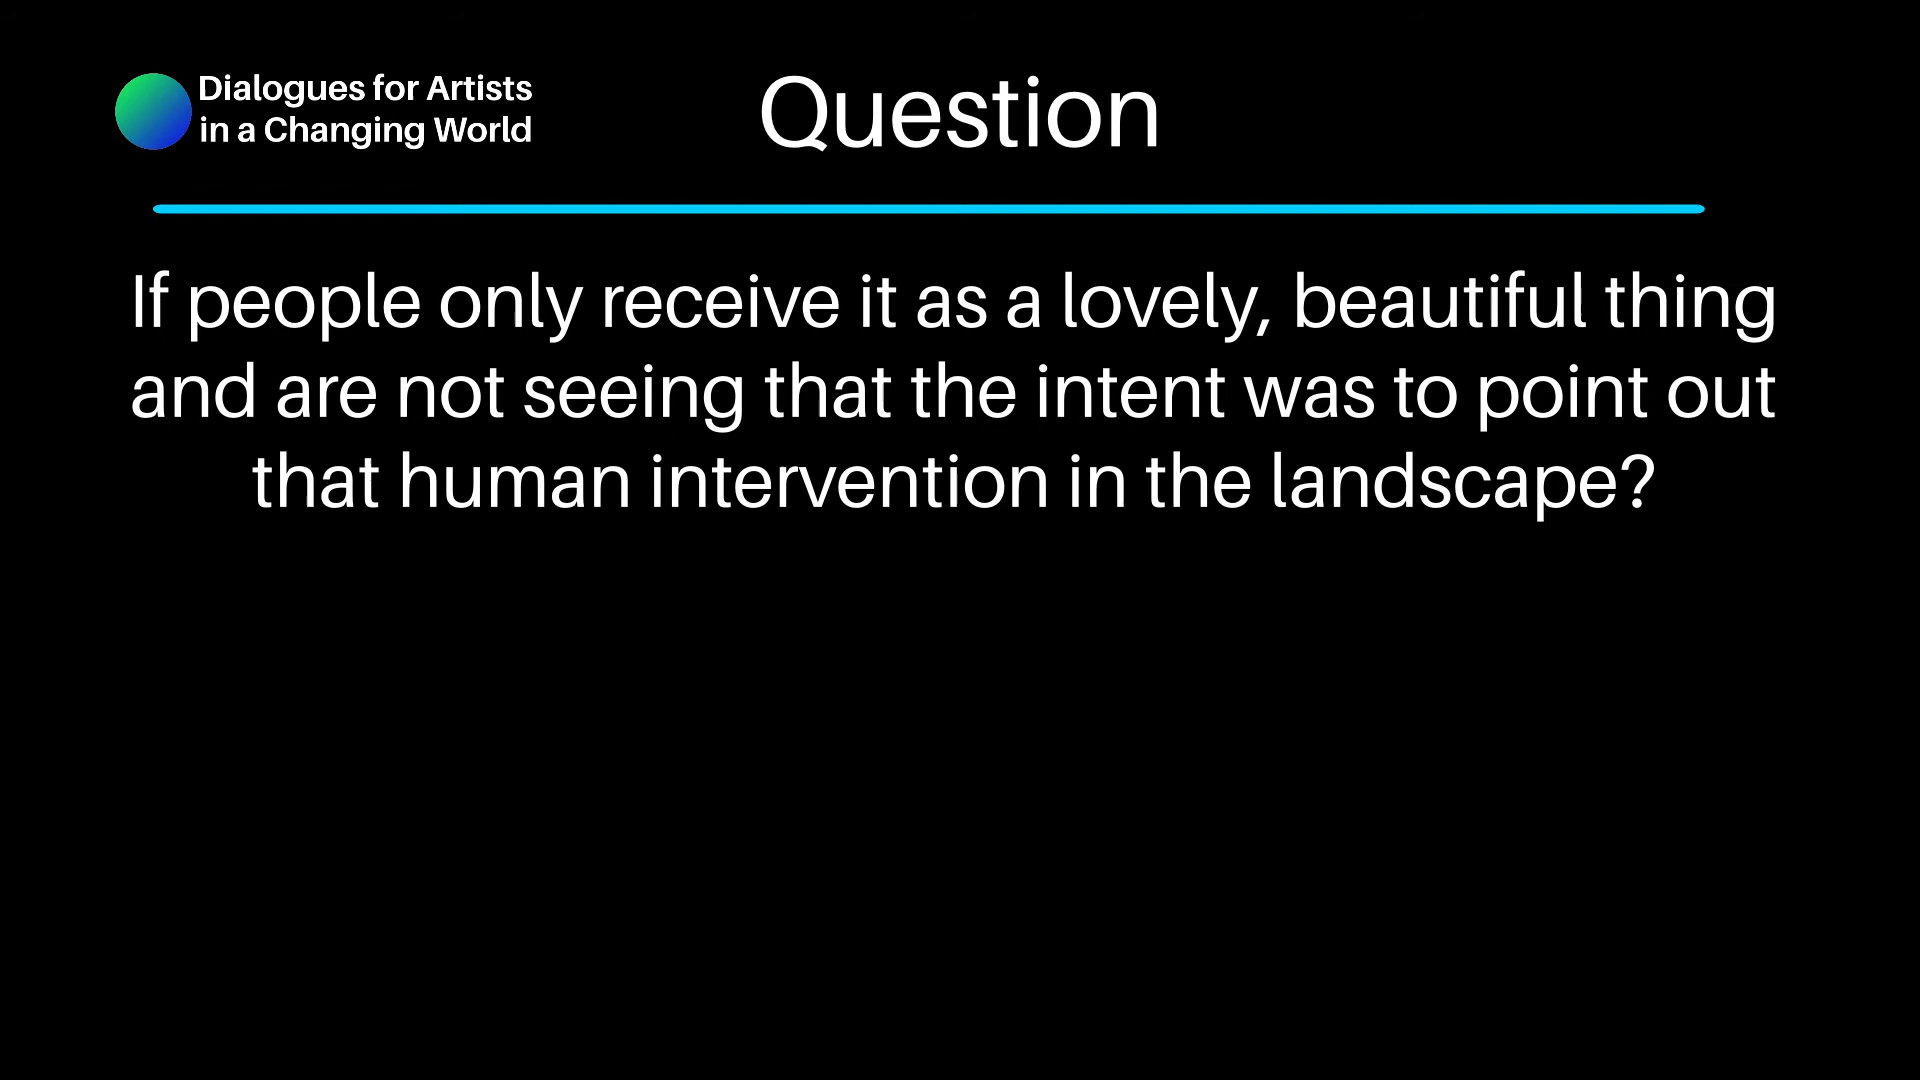 Dialogues for Artists
in a Changing World
Question
If people only receive it as a lovely, beautiful thing
and are not seeing that the intent was to point out
that human intervention in the landscape?